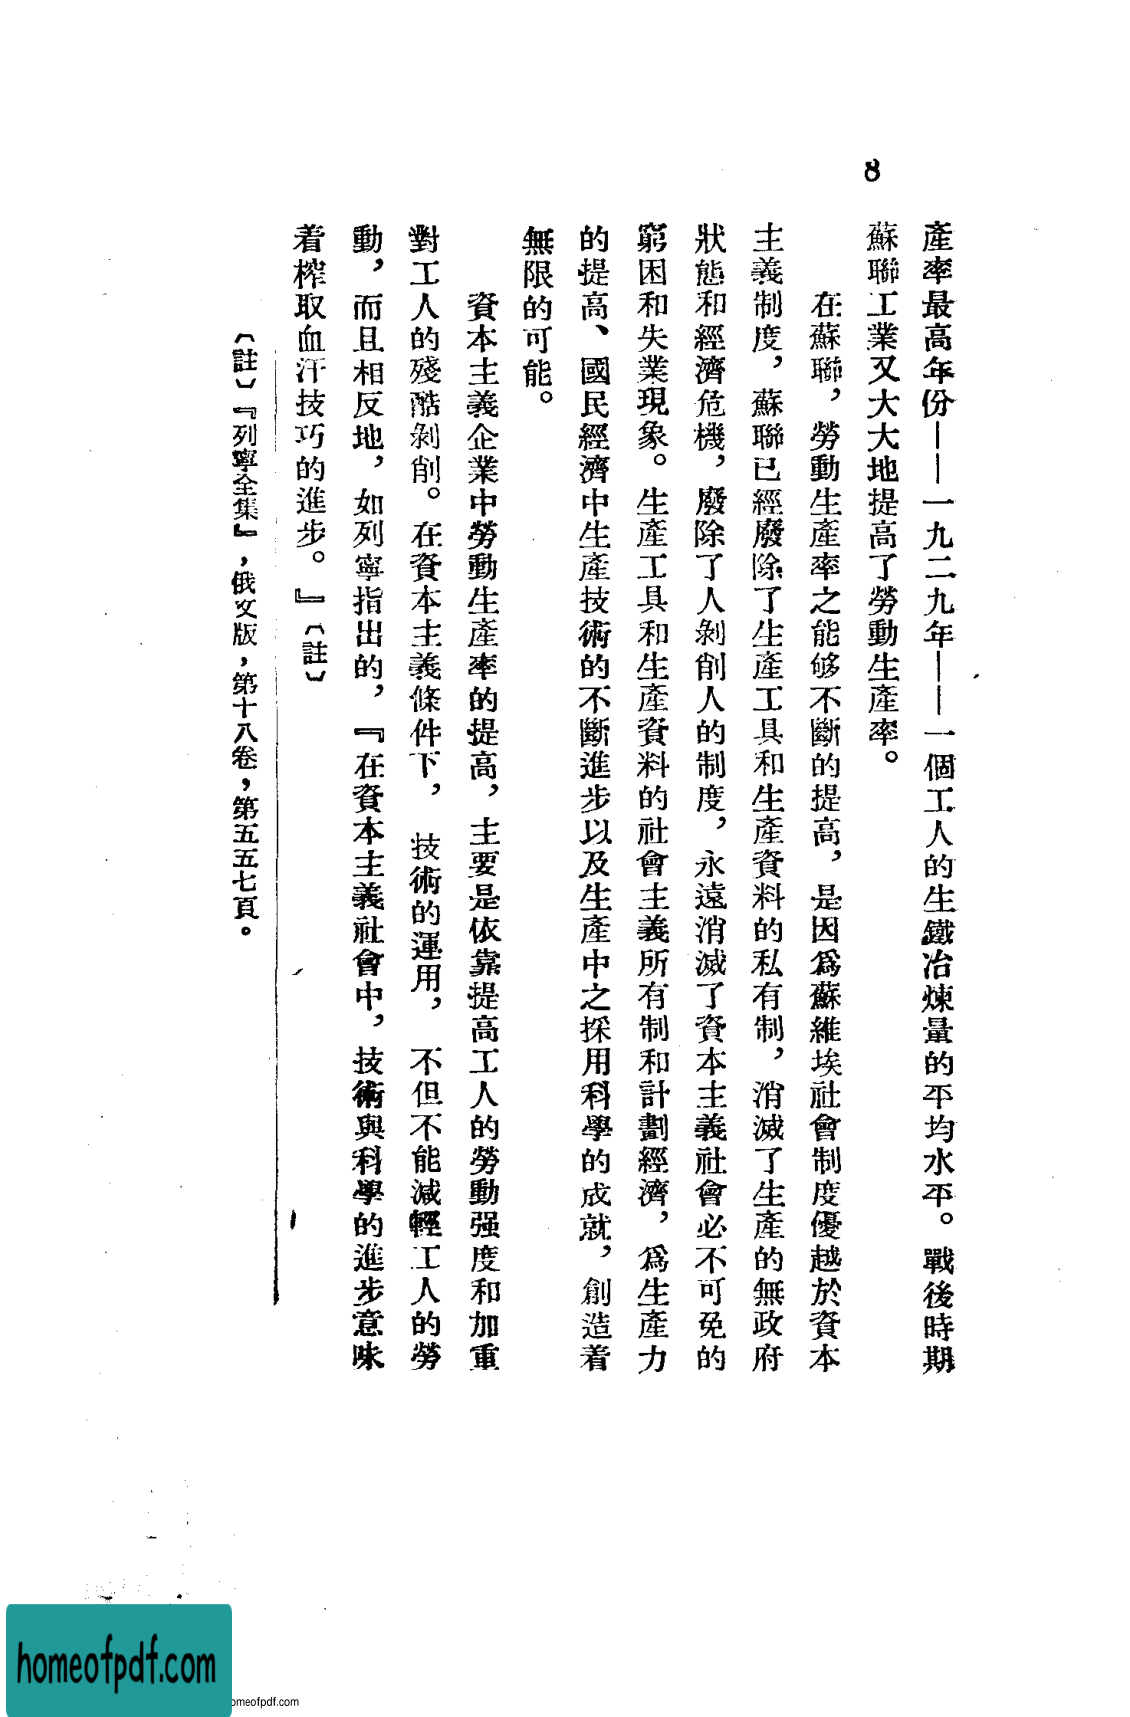 8
產率最高年份——一九二九年——一個工人的生鐵冶煉量的平均水平。戰後時期
蘇聯工業又大大地提高了勞動生產率。
在蘇聯，勞動生產率之能够不斷的提高，是因爲蘇維埃社會制度優越於資本
主義制度，蘇聯已經廢除了生產工具和生產資料的私有制，消滅了生產的無政府
狀態和經濟危機，廢除了人剝削人的制度，永遠消滅了資本主義社會必不可免的
窮困和失業現象。生產工具和生產資料的社會主義所有制和計劃經濟，爲生產力
的提高、國民經濟中生產技術的不斷進步以及生產中之採用科學的成就，創造着
無限的可能。
資本主義企業中勞動生產率的提高，主要是依靠提高工人的勞動强度和加重
對工人的殘酷剝削。在資本主義條件下，技術的運用，不但不能減輕工人的勞
動，而且相反地，如列寧指出的，『在資本主義社會中，技術與科學的進步意味
着榨取血汗技巧的進步。』〔註〕
〔註〕『列寧全集』，俄文版，第十八卷，第五五七頁。
homeofpdf.com
omeofpdf.com